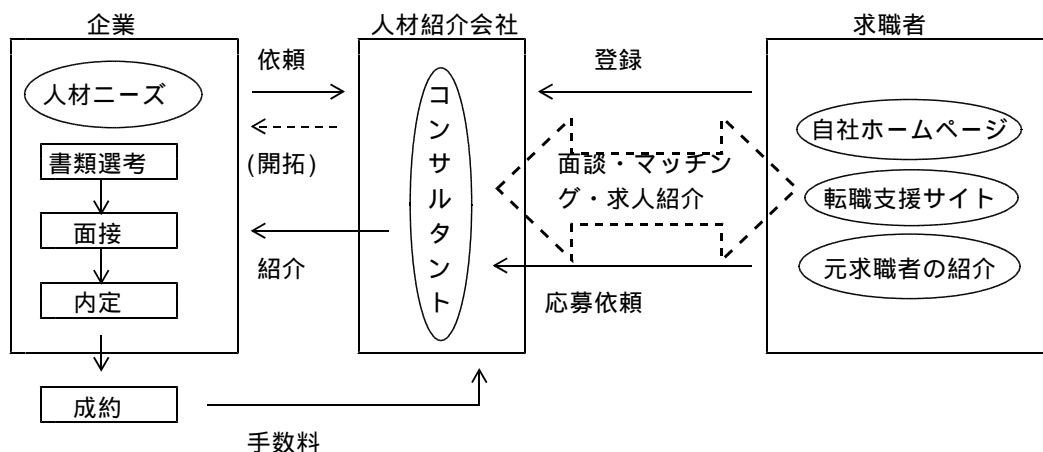 企業
人材紹介会社
求職者
依頼
登録
人材ニーズ
コンサルタント
自社ホームページ
書類選考
(開拓)
面談・マッチン
グ・求人紹介
転職支援サイト
面接
紹介
元求職者の紹介
内定
応募依頼
成約
手数料